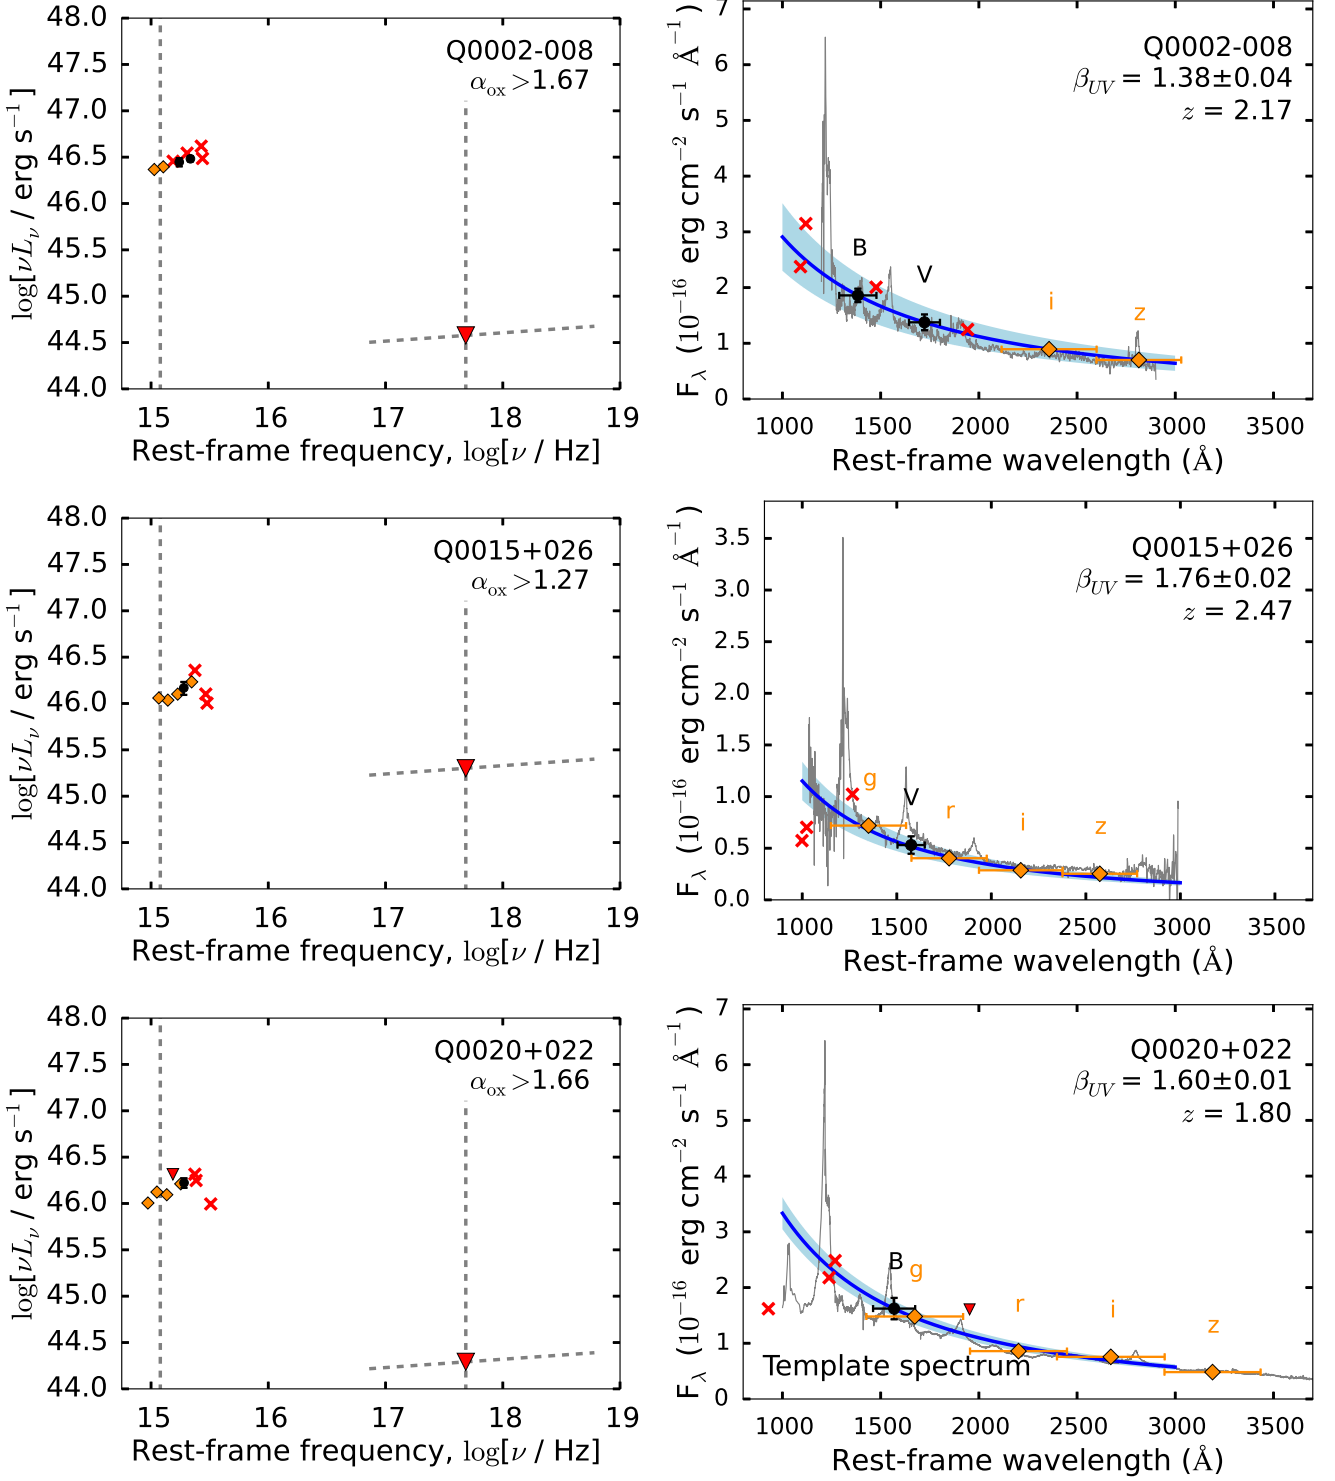 48.0
47.5
47.0
46.5
46.0
45.5
45.0
44.5
44.0
log[νLν / erg s⁻¹]
Q0002-008
αox >1.67
15 16 17 18 19
Rest-frame frequency, log[ν / Hz]
7
6
5
4
3
2
1
0
Fλ (10⁻¹⁶ erg cm⁻² s⁻¹ Å⁻¹)
Q0002-008
βUV = 1.38±0.04
z = 2.17
B
V
i
z
1000 1500 2000 2500 3000 3500
Rest-frame wavelength (Å)
48.0
47.5
47.0
46.5
46.0
45.5
45.0
44.5
44.0
log[νLν / erg s⁻¹]
Q0015+026
αox >1.27
15 16 17 18 19
Rest-frame frequency, log[ν / Hz]
3.5
3.0
2.5
2.0
1.5
1.0
0.5
0.0
Fλ (10⁻¹⁶ erg cm⁻² s⁻¹ Å⁻¹)
Q0015+026
βUV = 1.76±0.02
z = 2.47
g
V
r
i
z
1000 1500 2000 2500 3000 3500
Rest-frame wavelength (Å)
48.0
47.5
47.0
46.5
46.0
45.5
45.0
44.5
44.0
log[νLν / erg s⁻¹]
Q0020+022
αox >1.66
15 16 17 18 19
Rest-frame frequency, log[ν / Hz]
7
6
5
4
3
2
1
0
Fλ (10⁻¹⁶ erg cm⁻² s⁻¹ Å⁻¹)
Q0020+022
βUV = 1.60±0.01
z = 1.80
B
g
r
i
z
Template spectrum
1000 1500 2000 2500 3000 3500
Rest-frame wavelength (Å)